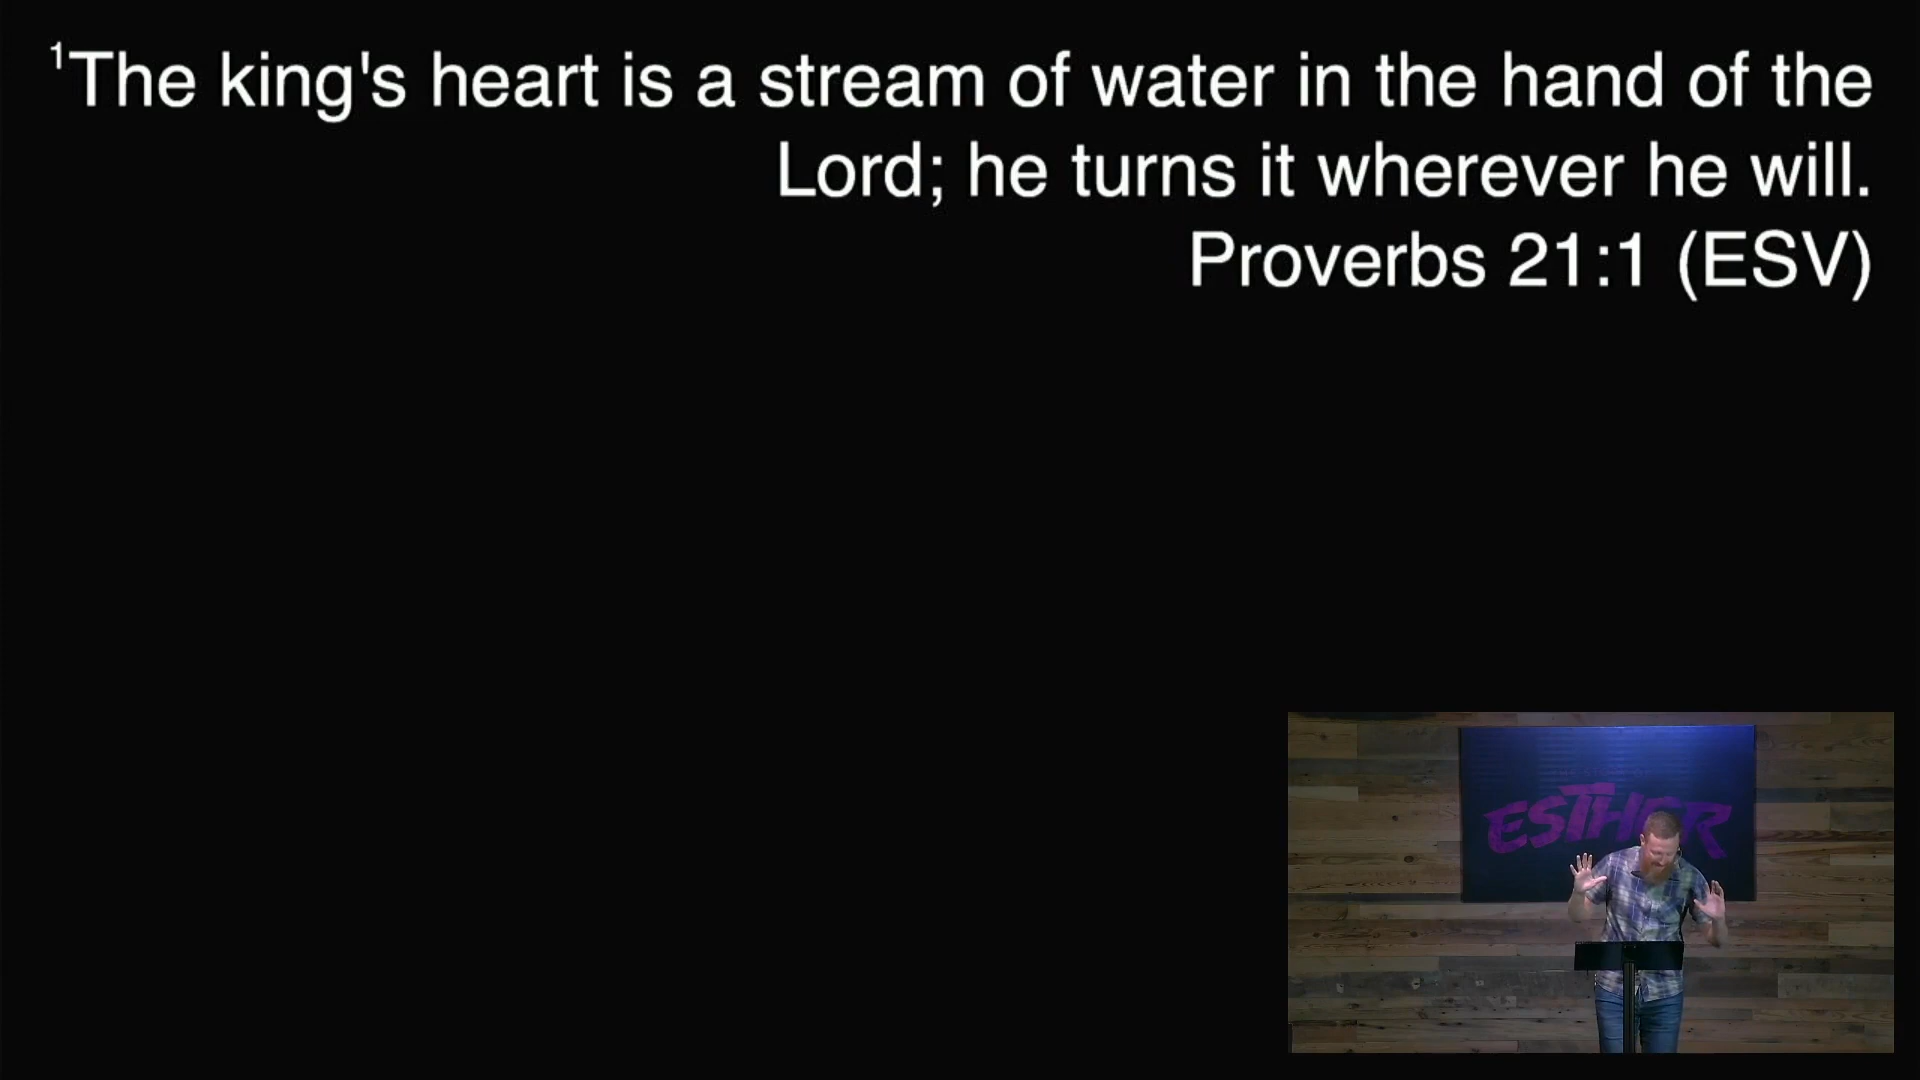 1The king's heart is a stream of water in the hand of the
Lord; he turns it wherever he will.
Proverbs 21:1 (ESV)
ESTHER